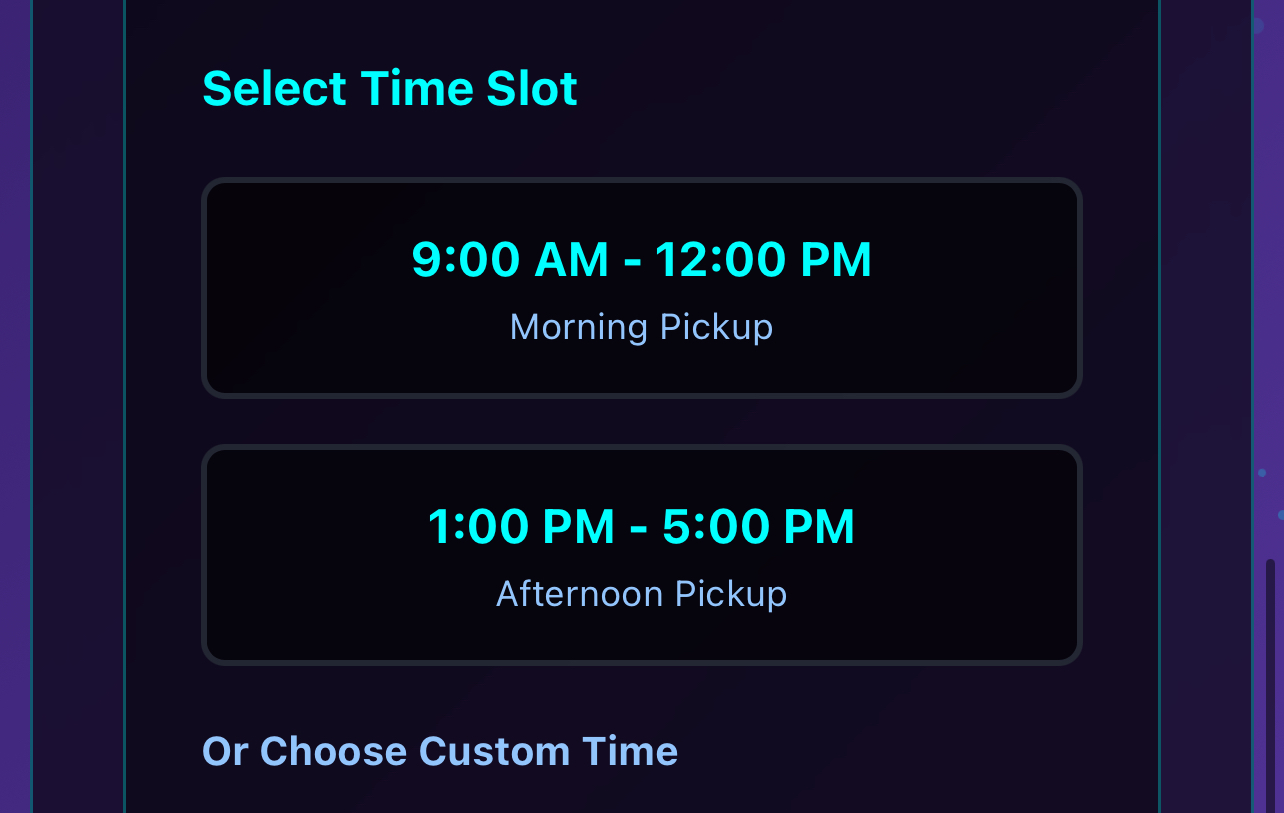 Select Time Slot
9:00 AM - 12:00 PM
Morning Pickup
1:00 PM - 5:00 PM
Afternoon Pickup
Or Choose Custom Time